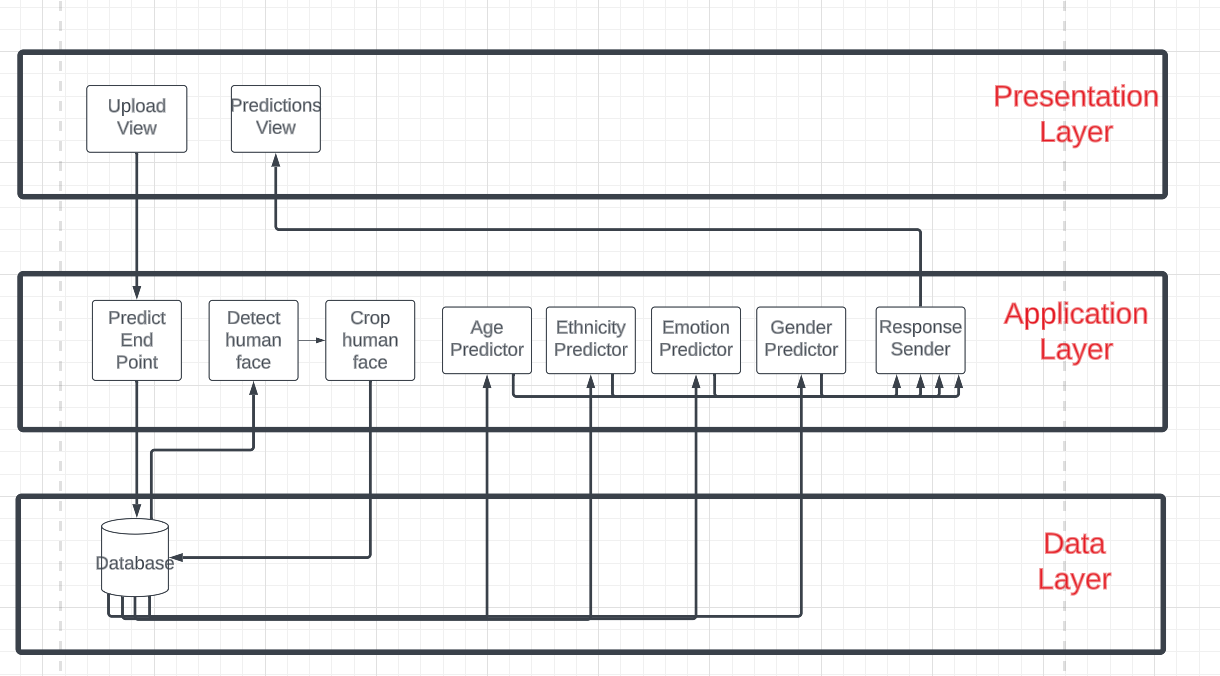 Upload
View
Predictions
View
Presentation
Layer
Predict
End
Point
Detect
human
face
Crop
human
face
Age
Predictor
Ethnicity
Predictor
Emotion
Predictor
Gender
Predictor
Response
Sender
Application
Layer
Database
Data
Layer